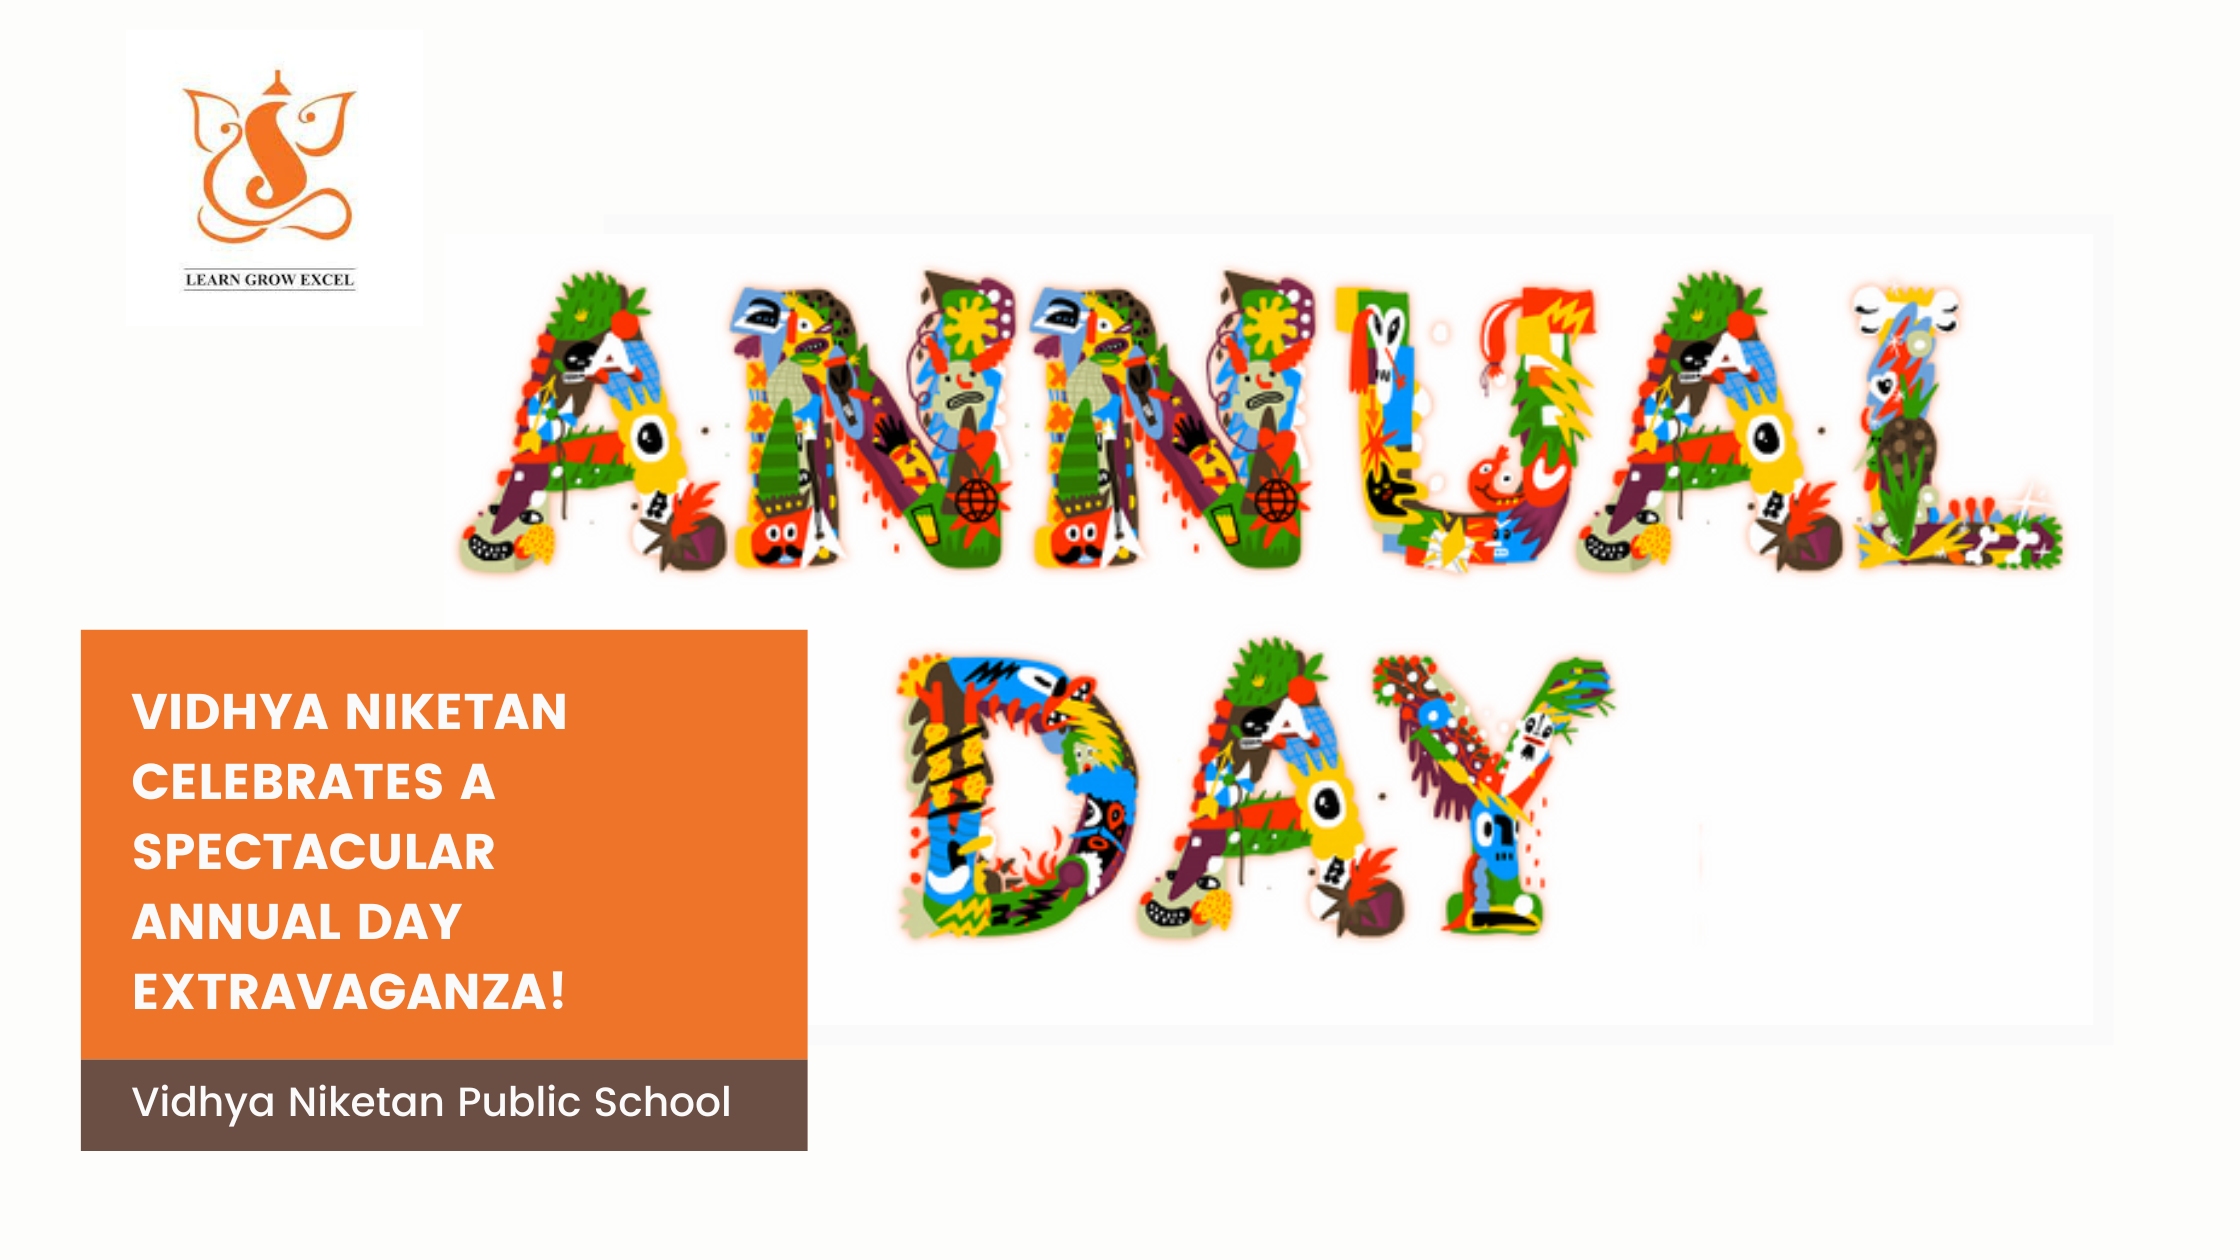 LEARN GROW EXCEL
ANNUAL
DAY
VIDHYA NIKETAN
CELEBRATES A
SPECTACULAR
ANNUAL DAY
EXTRAVAGANZA!
Vidhya Niketan Public School